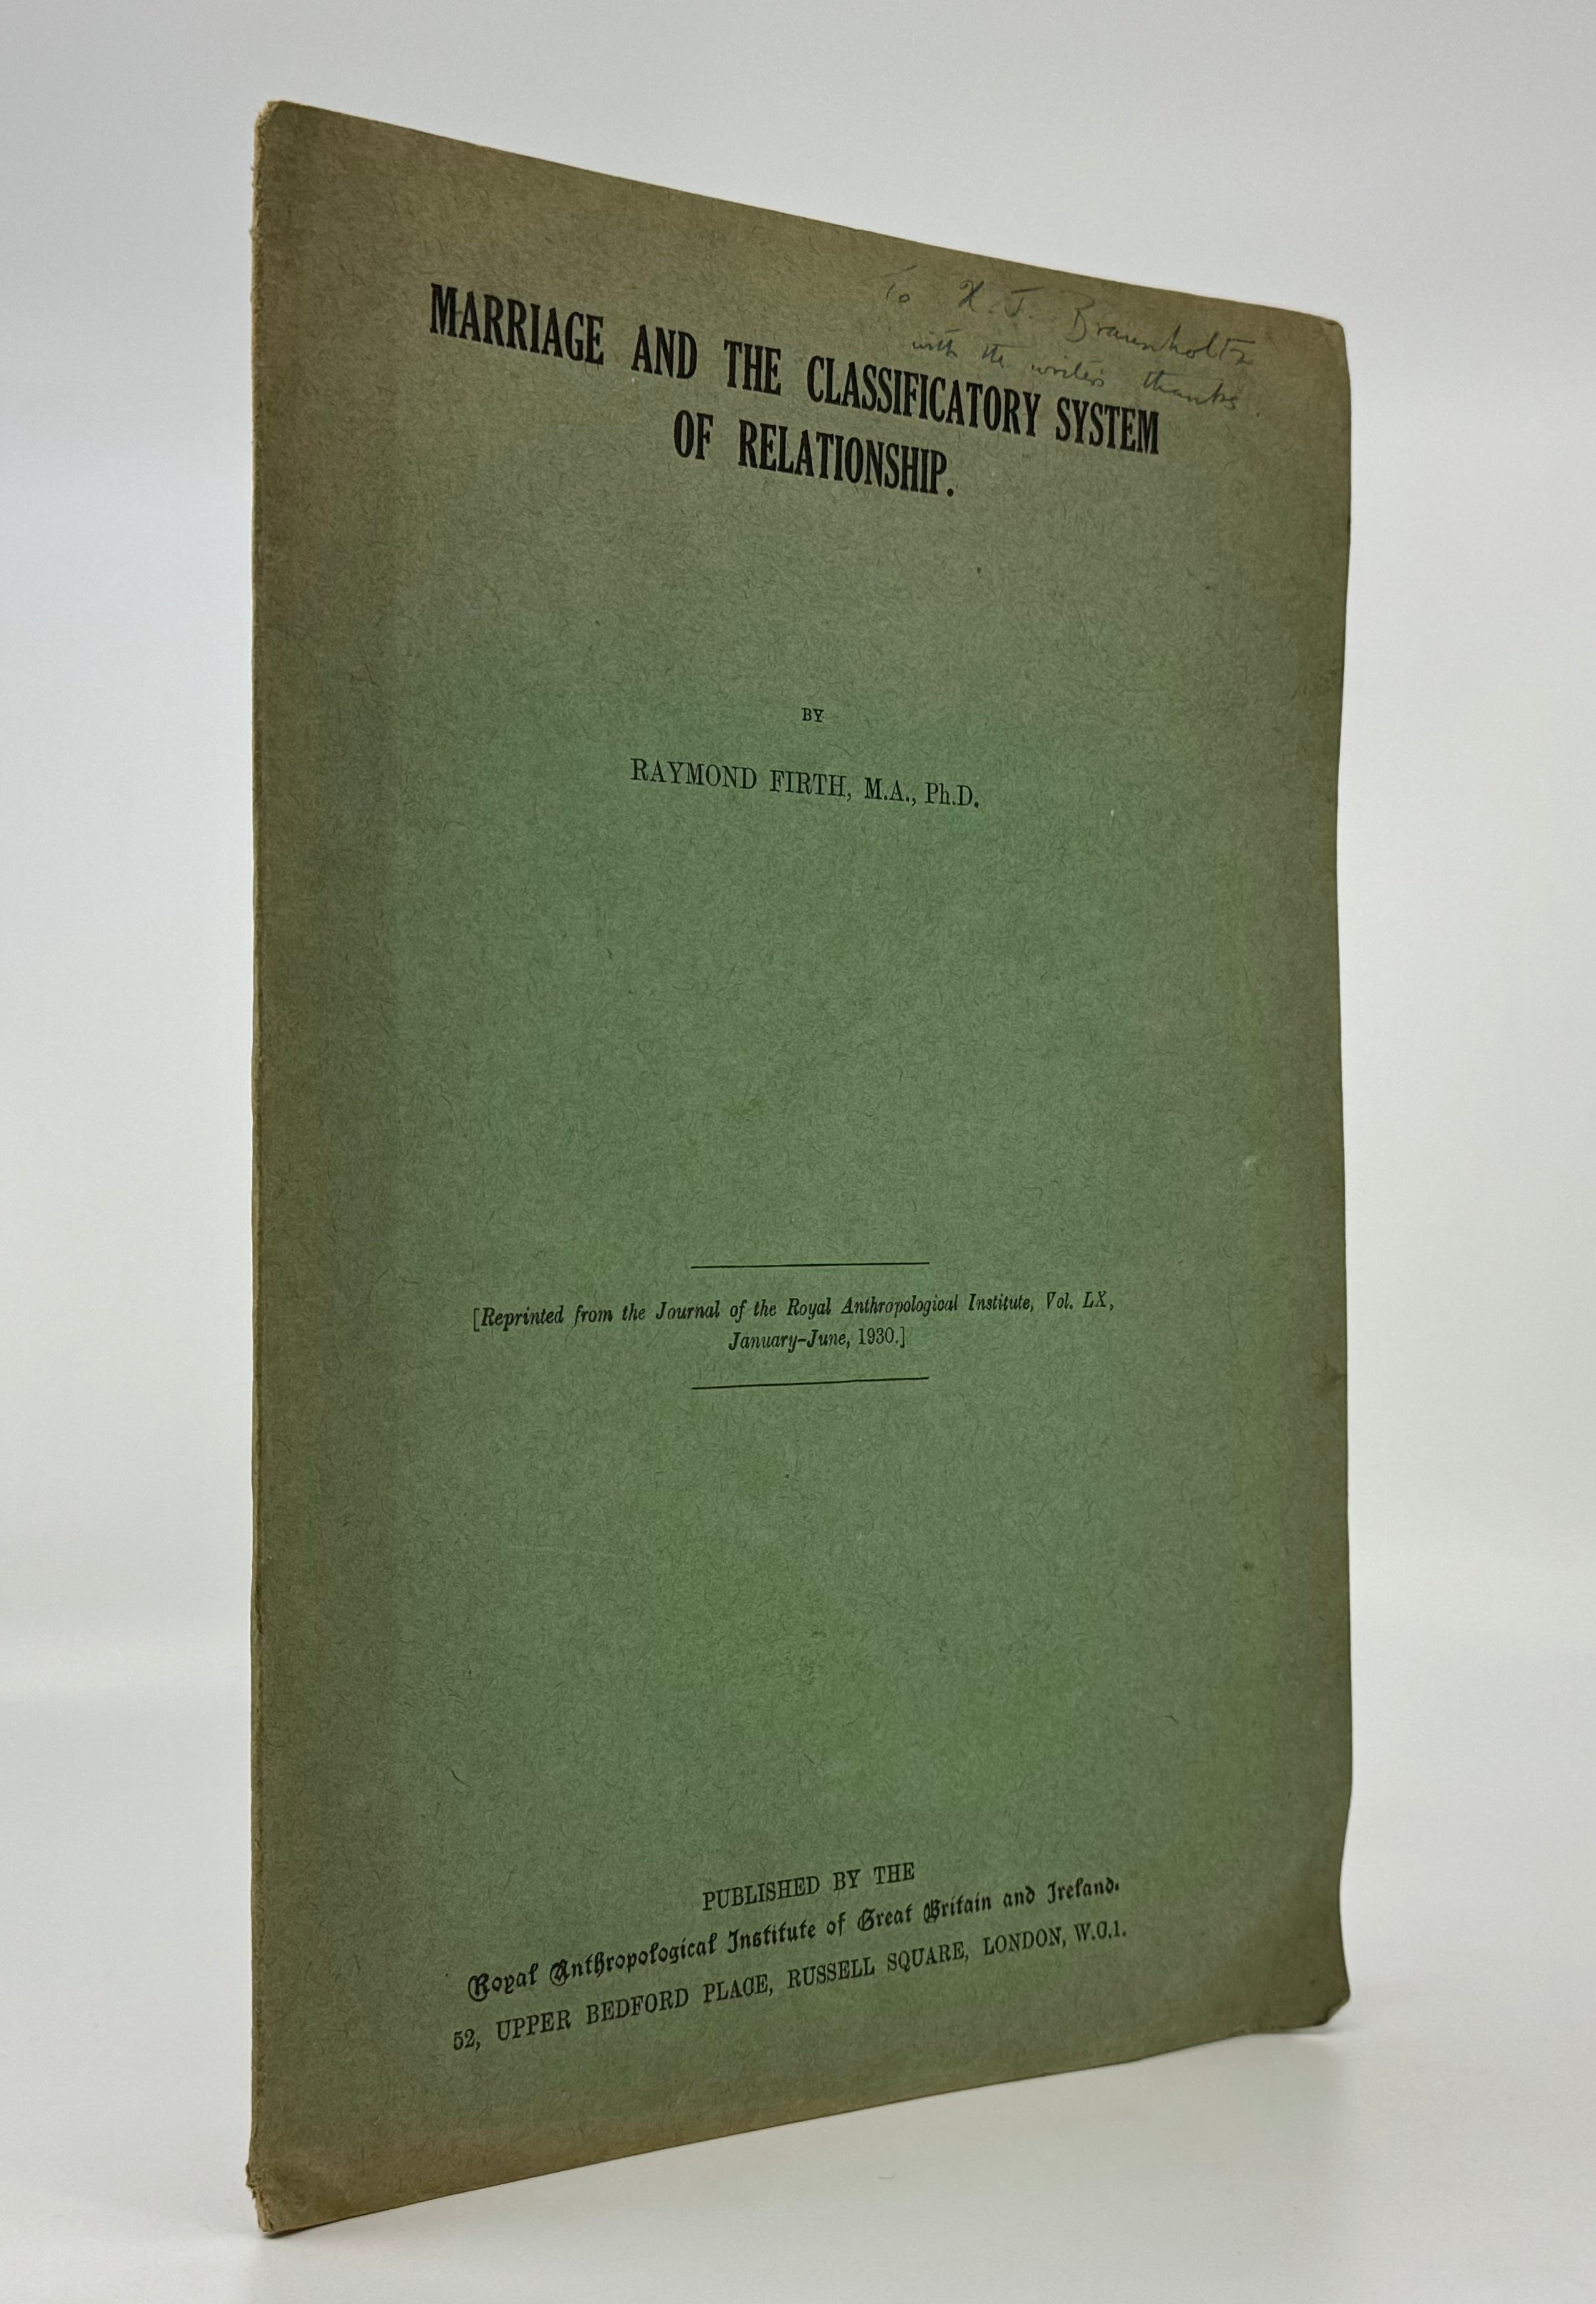 To H. J. Braunholtz
with the writer's thanks.
MARRIAGE AND THE CLASSIFICATORY SYSTEM
OF RELATIONSHIP.
BY
RAYMOND FIRTH, M.A., Ph.D.
[Reprinted from the Journal of the Royal Anthropological Institute, Vol. LX,
January–June, 1930.]
PUBLISHED BY THE
Royal Anthropological Institute of Great Britain and Ireland.
52, UPPER BEDFORD PLACE, RUSSELL SQUARE, LONDON, W.C.1.